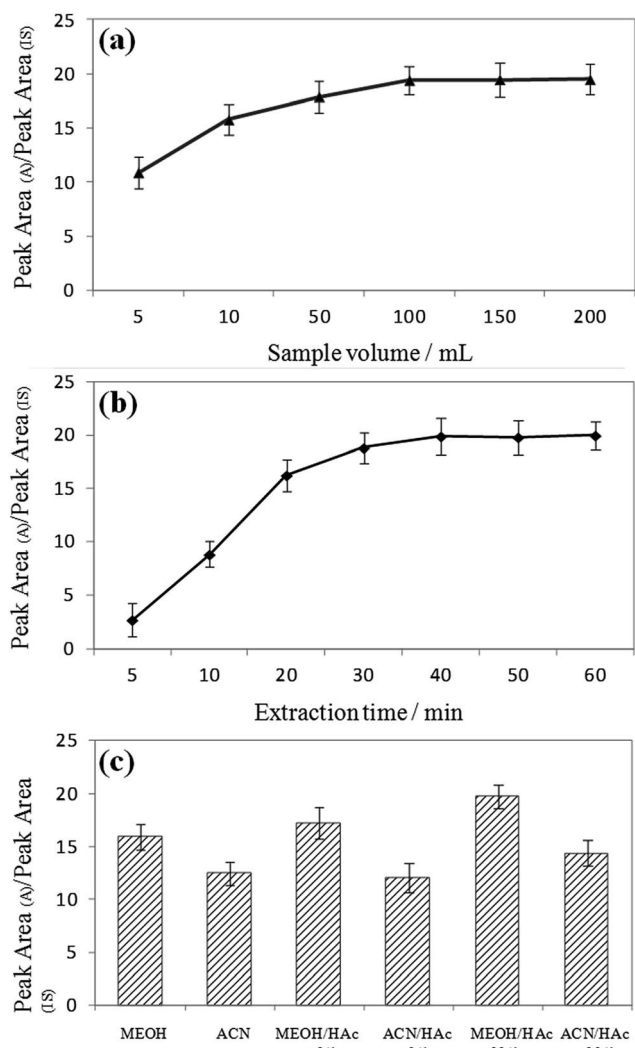 (a)
Peak Area (A)/Peak Area (IS)
25
20
15
10
5
0
5 10 50 100 150 200
Sample volume / mL
(b)
Peak Area (A)/Peak Area (IS)
25
20
15
10
5
0
5 10 20 30 40 50 60
Extraction time / min
(c)
Peak Area (A)/Peak Area
(IS)
25
20
15
10
5
0
MEOH ACN MEOH/HAc ACN/HAc MEOH/HAc ACN/HAc